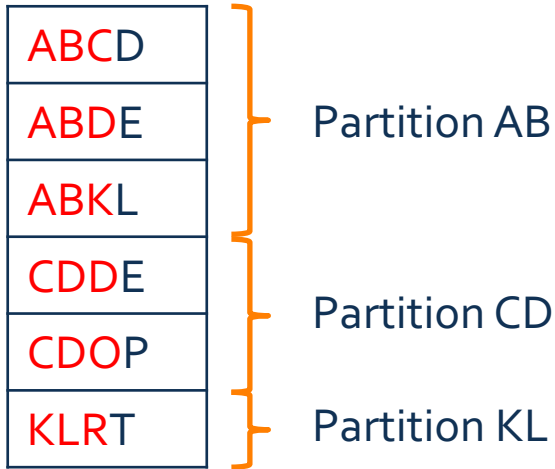 ABCD
ABDE
ABKL
CDDE
CDOP
KLRT
Partition AB
Partition CD
Partition KL